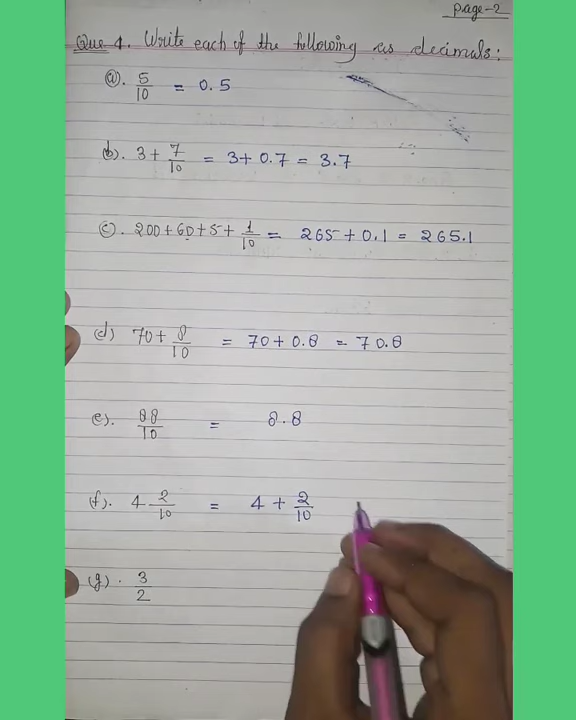 page-2
Que 4. Write each of the following as decimals:
(a). 5/10 = 0.5
(b). 3 + 7/10 = 3 + 0.7 = 3.7
(c). 200 + 60 + 5 + 1/10 = 265 + 0.1 = 265.1
(d) 70 + 8/10 = 70 + 0.8 = 70.8
(e). 88/10 = 8.8
(f). 4 2/10 = 4 + 2/10
(g). 3/2